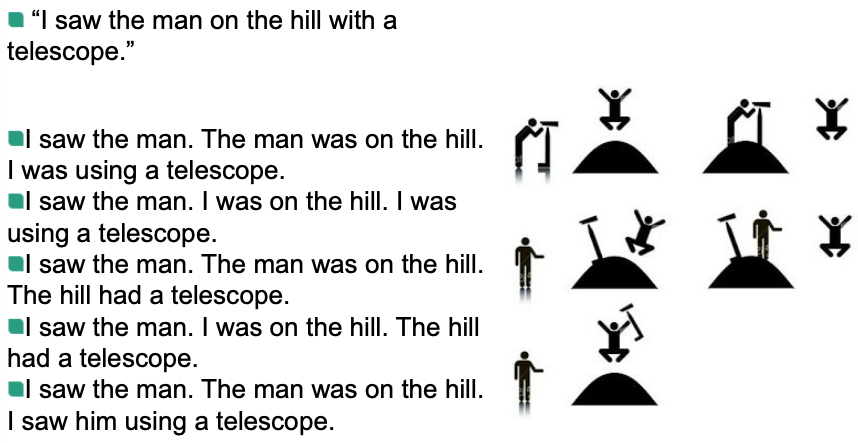 “I saw the man on the hill with a
telescope.”
I saw the man. The man was on the hill.
I was using a telescope.
I saw the man. I was on the hill. I was
using a telescope.
I saw the man. The man was on the hill.
The hill had a telescope.
I saw the man. I was on the hill. The hill
had a telescope.
I saw the man. The man was on the hill.
I saw him using a telescope.